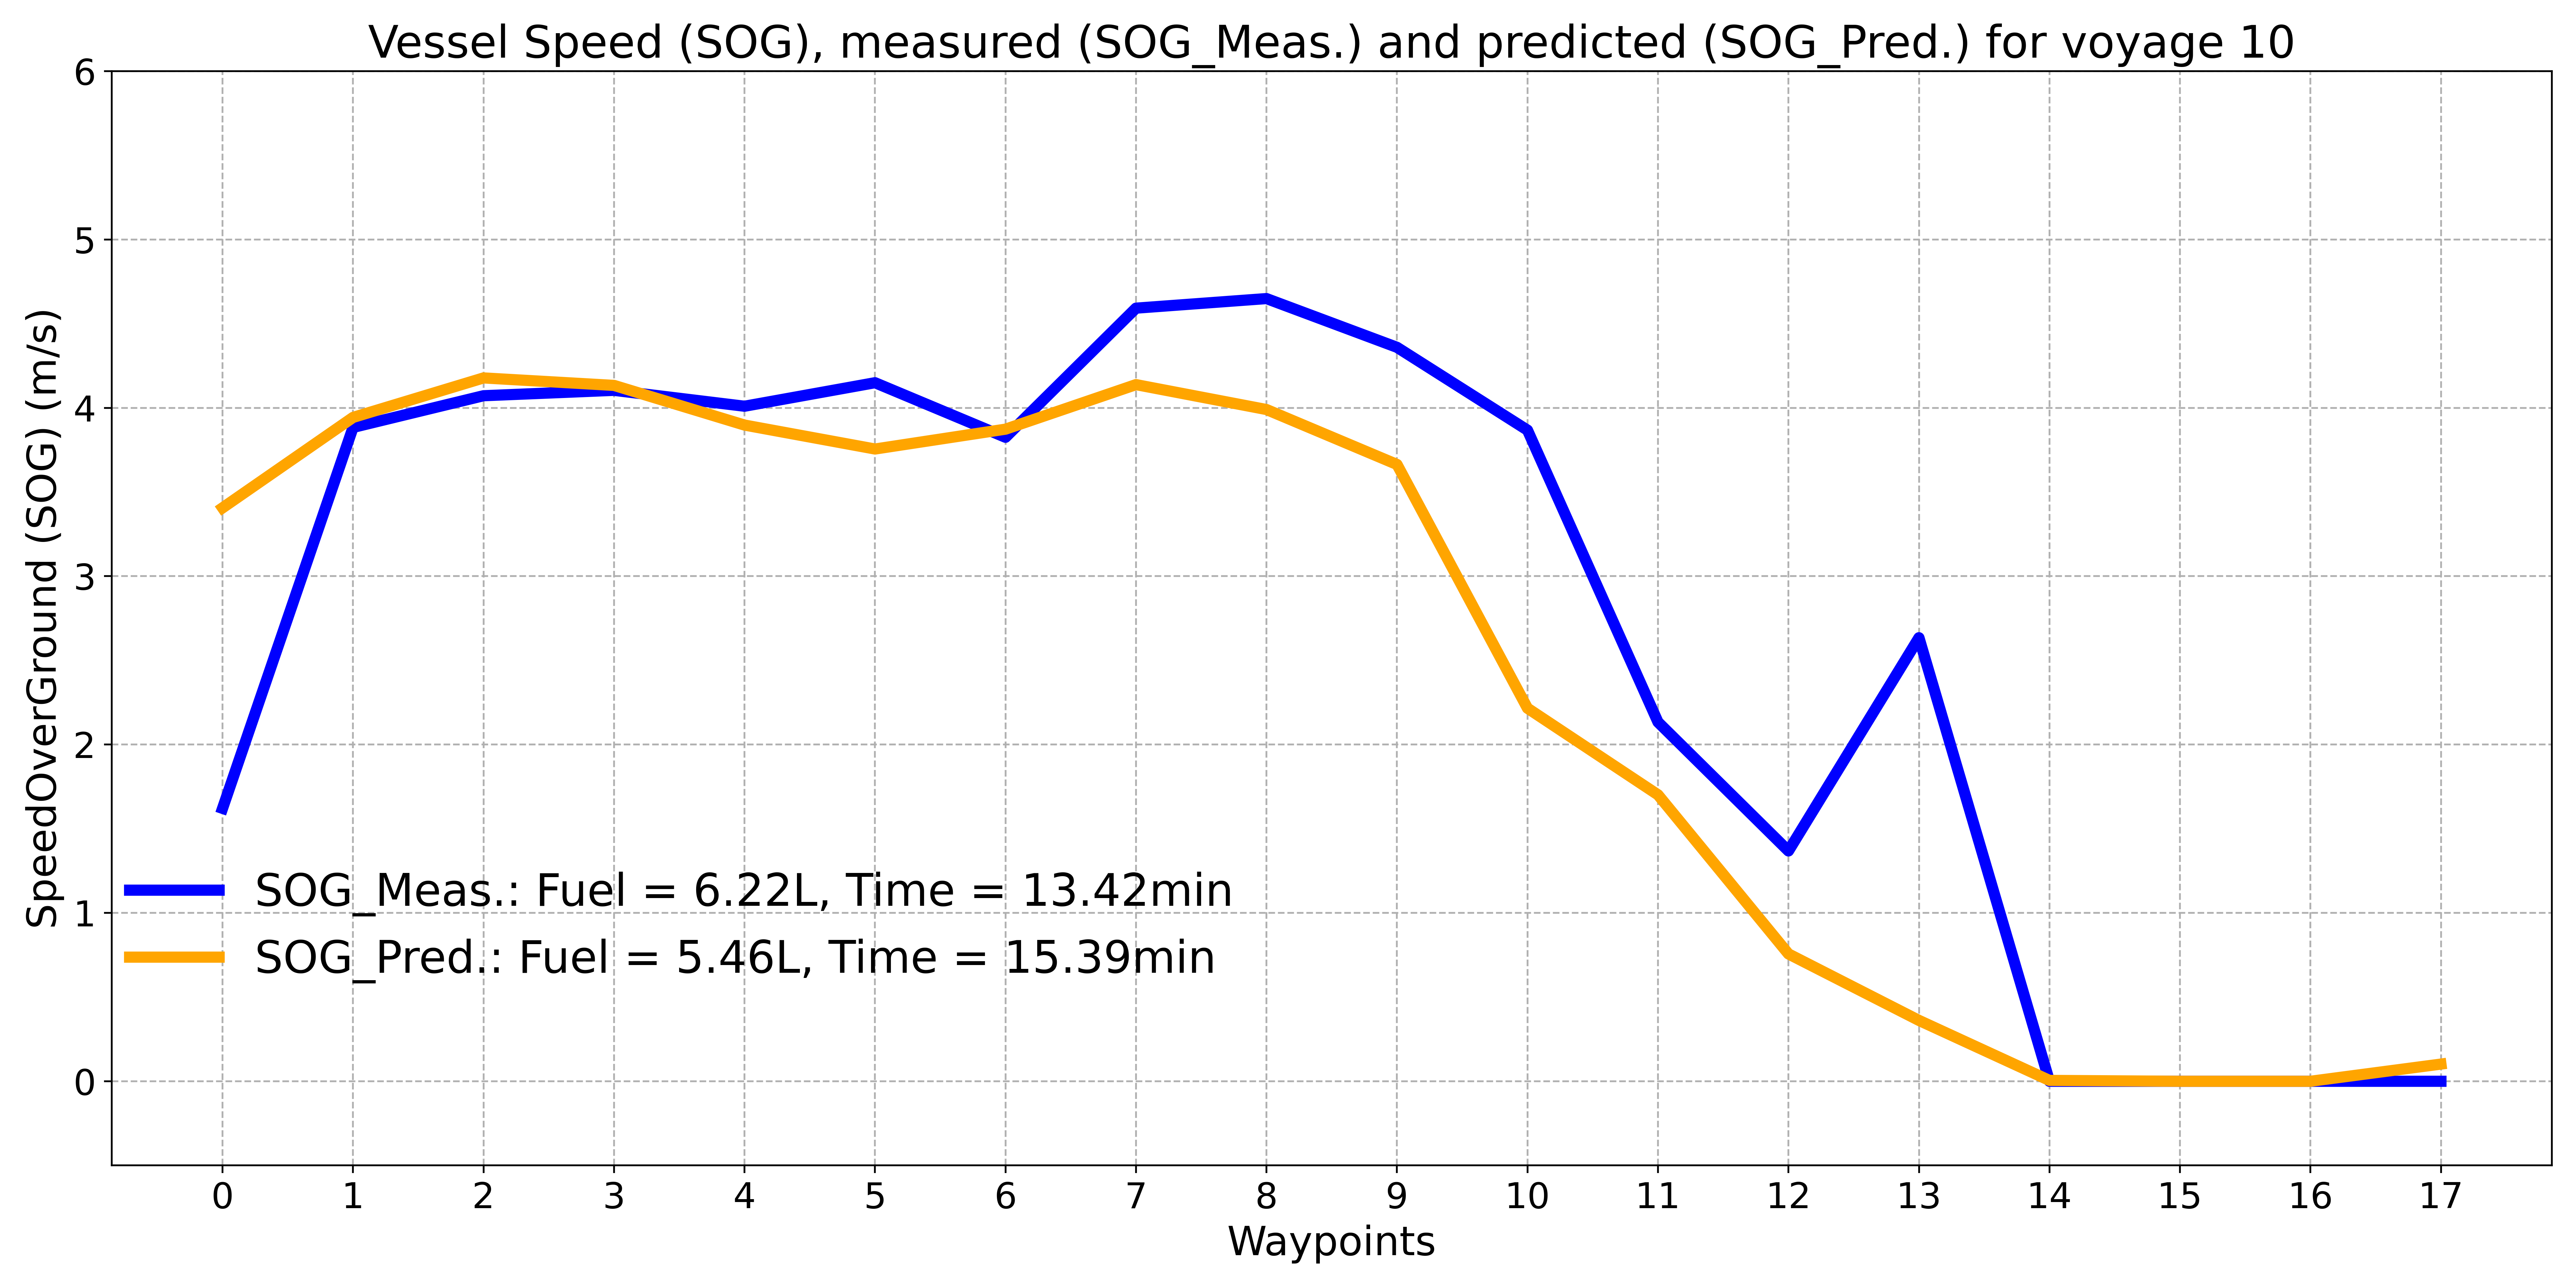 Vessel Speed (SOG), measured (SOG_Meas.) and predicted (SOG_Pred.) for voyage 10
SpeedOverGround (SOG) (m/s)
6
5
4
3
2
1
0
SOG_Meas.: Fuel = 6.22L, Time = 13.42min
SOG_Pred.: Fuel = 5.46L, Time = 15.39min
0 1 2 3 4 5 6 7 8 9 10 11 12 13 14 15 16 17
Waypoints